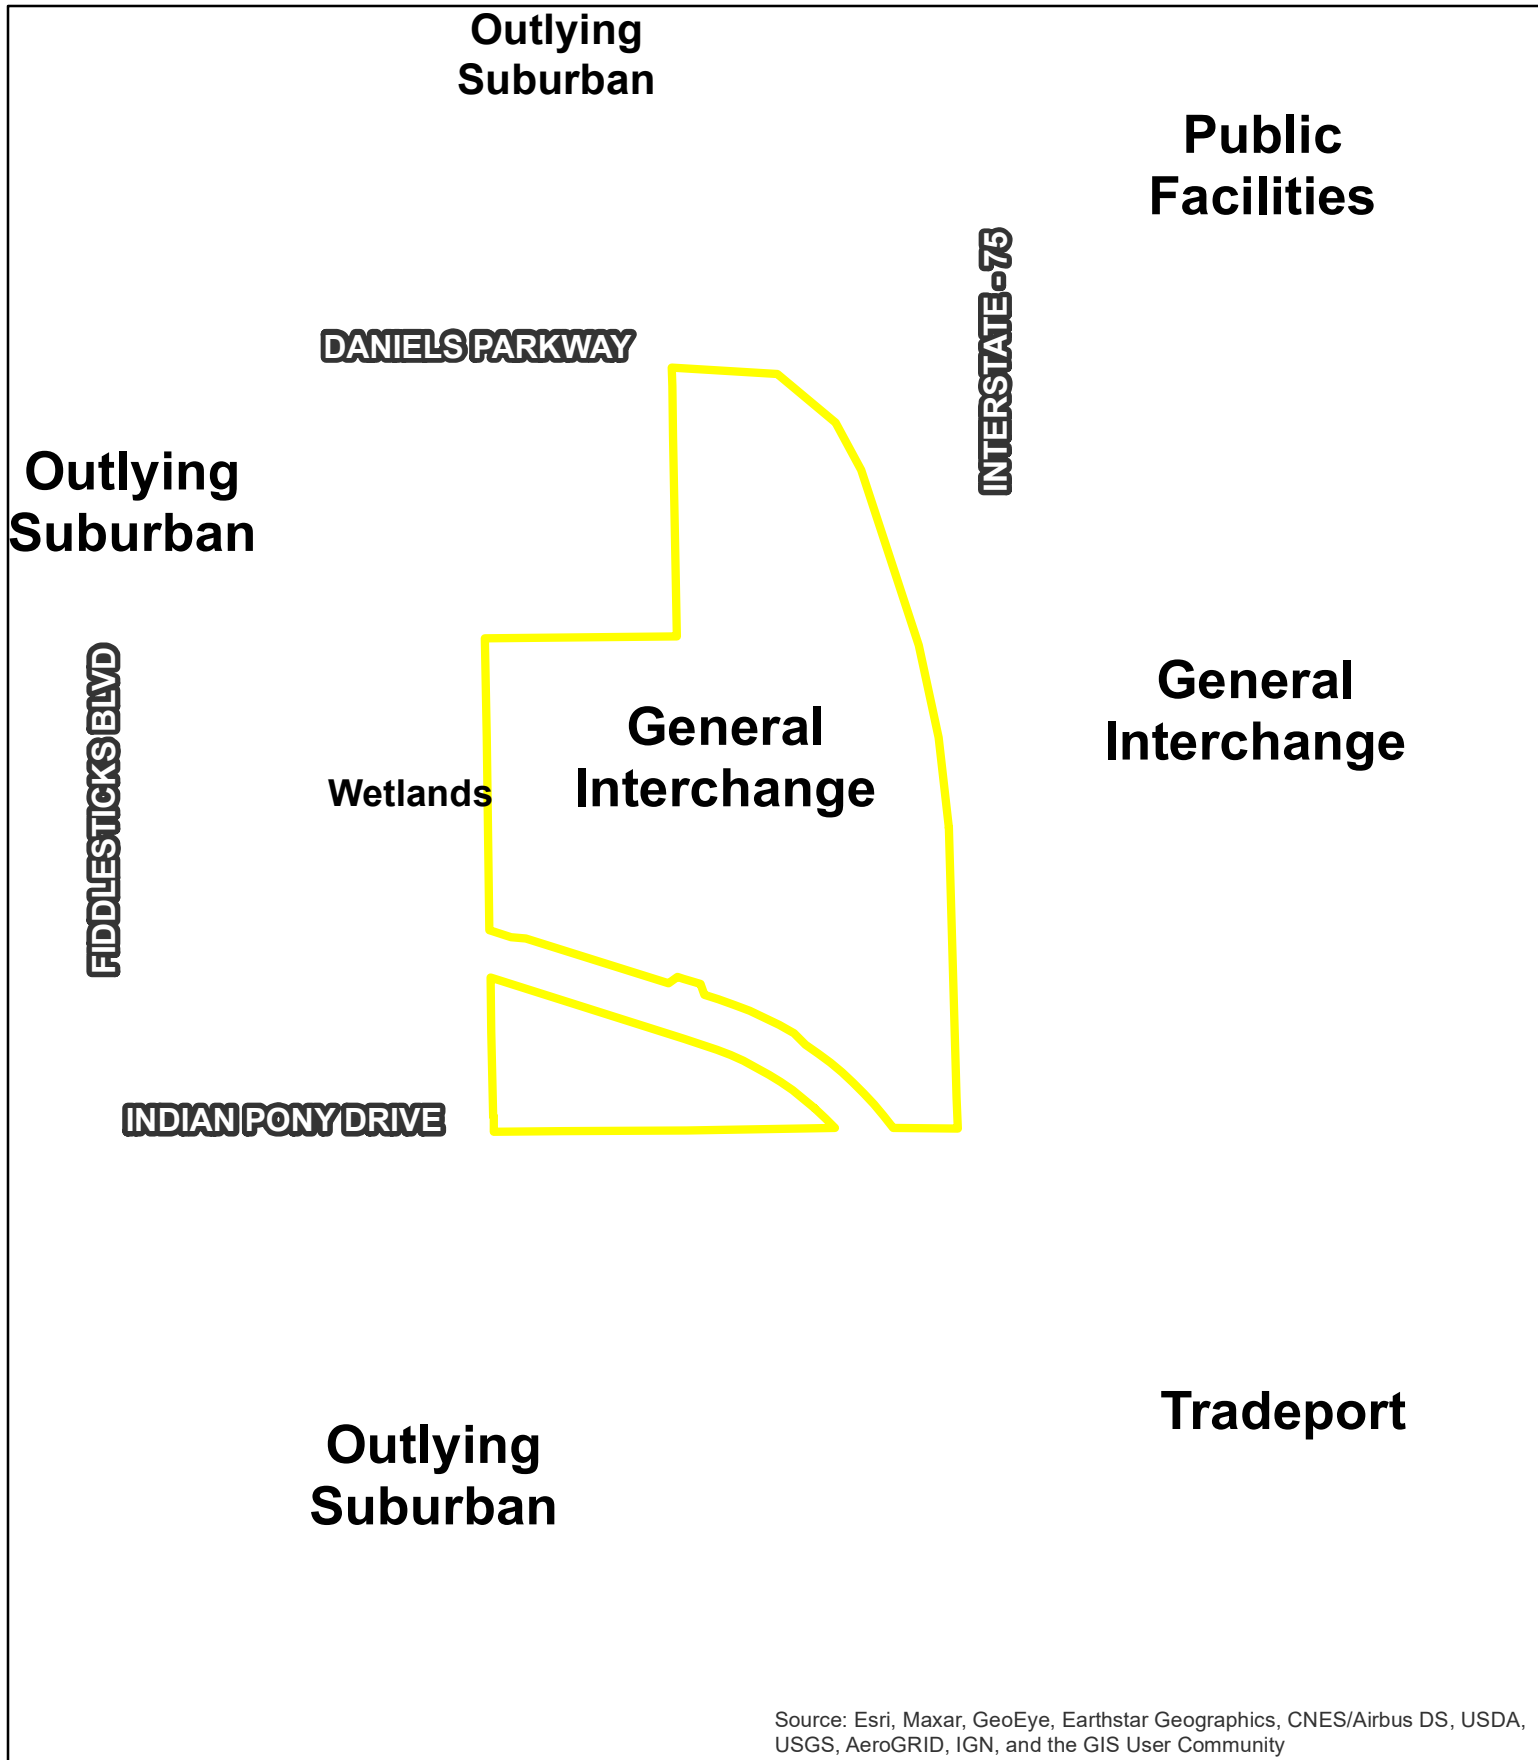 Outlying
Suburban
Public
Facilities
INTERSTATE - 75
DANIELS PARKWAY
Outlying
Suburban
FIDDLESTICKS BLVD
General
Interchange
General
Interchange
Wetlands
INDIAN PONY DRIVE
Tradeport
Outlying
Suburban
Source: Esri, Maxar, GeoEye, Earthstar Geographics, CNES/Airbus DS, USDA,
USGS, AeroGRID, IGN, and the GIS User Community